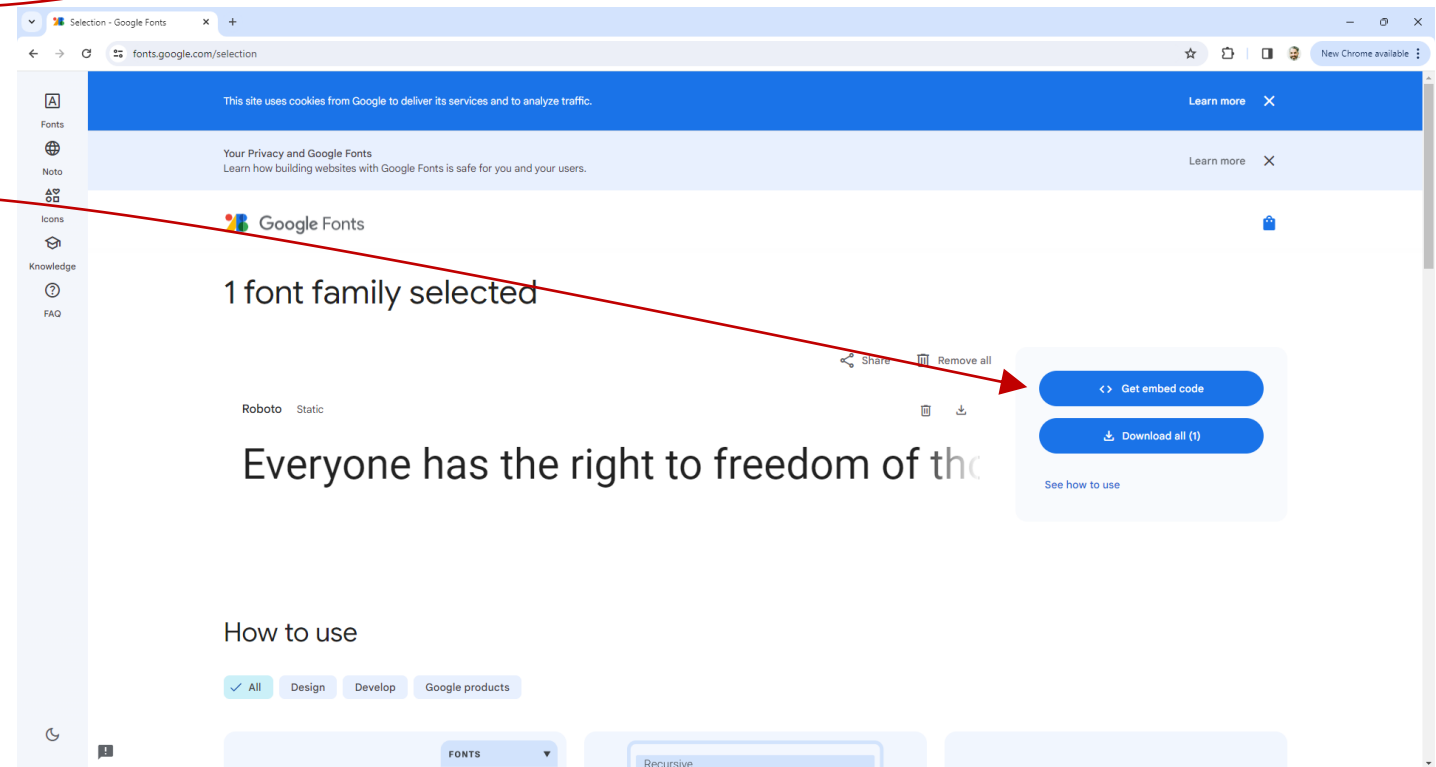 Selection - Google Fonts
fonts.google.com/selection
New Chrome available
This site uses cookies from Google to deliver its services and to analyze traffic.
Learn more
Your Privacy and Google Fonts
Learn how building websites with Google Fonts is safe for you and your users.
Learn more
Fonts
Noto
Icons
Knowledge
FAQ
Google Fonts
1 font family selected
Share
Remove all
Get embed code
Download all (1)
See how to use
Roboto Static
Everyone has the right to freedom of tho
How to use
All
Design
Develop
Google products
FONTS
Recursive